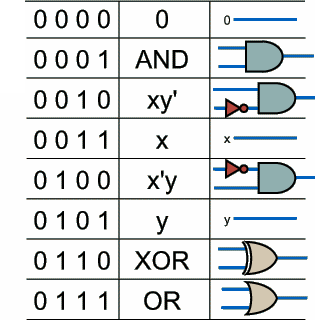 0 0 0 0 0 0
0 0 0 1 AND
0 0 1 0 xy'
0 0 1 1 x x
0 1 0 0 x'y
0 1 0 1 y y
0 1 1 0 XOR
0 1 1 1 OR